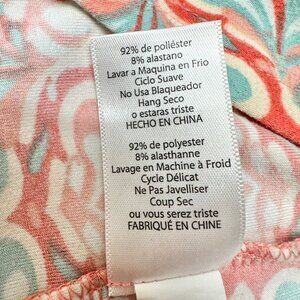 92% de poliéster
8% alastano
Lavar a Maquina en Frio
Ciclo Suave
No Usa Blaqueador
Hang Seco
o estaras triste
HECHO EN CHINA
92% de polyester
8% alasthanne
Lavage en Machine à Froid
Cycle Délicat
Ne Pas Javelliser
Coup Sec
ou vous serez triste
FABRIQUÉ EN CHINE